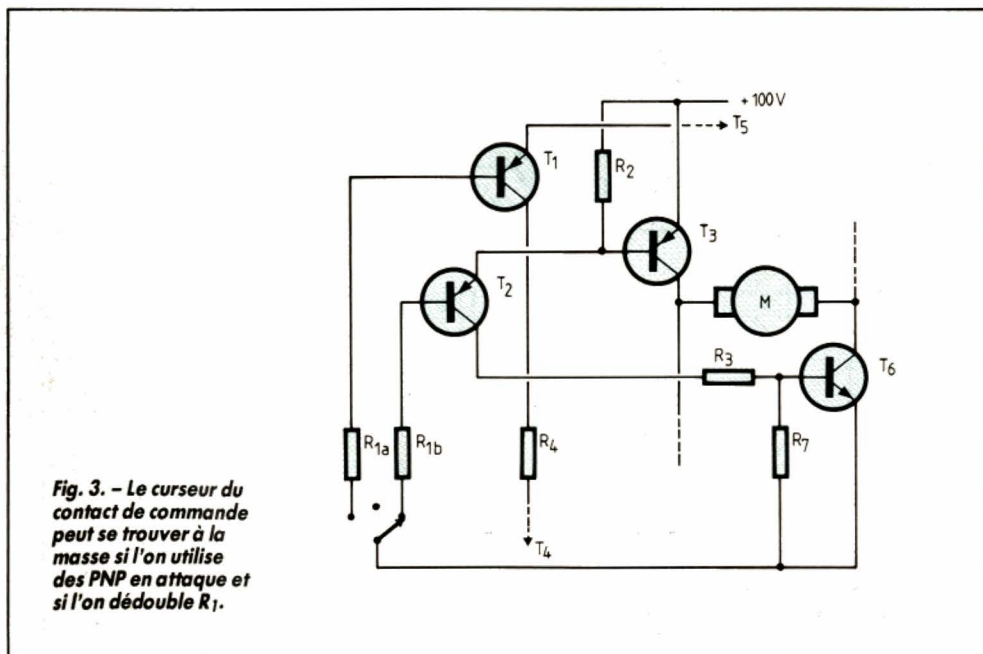 + 100 V
T5
T1
R2
T3
T2
M
R3
T6
R1a
R1b
R4
R7
T4
Fig. 3. – Le curseur du
contact de commande
peut se trouver à la
masse si l'on utilise
des PNP en attaque et
si l'on dédouble R1.